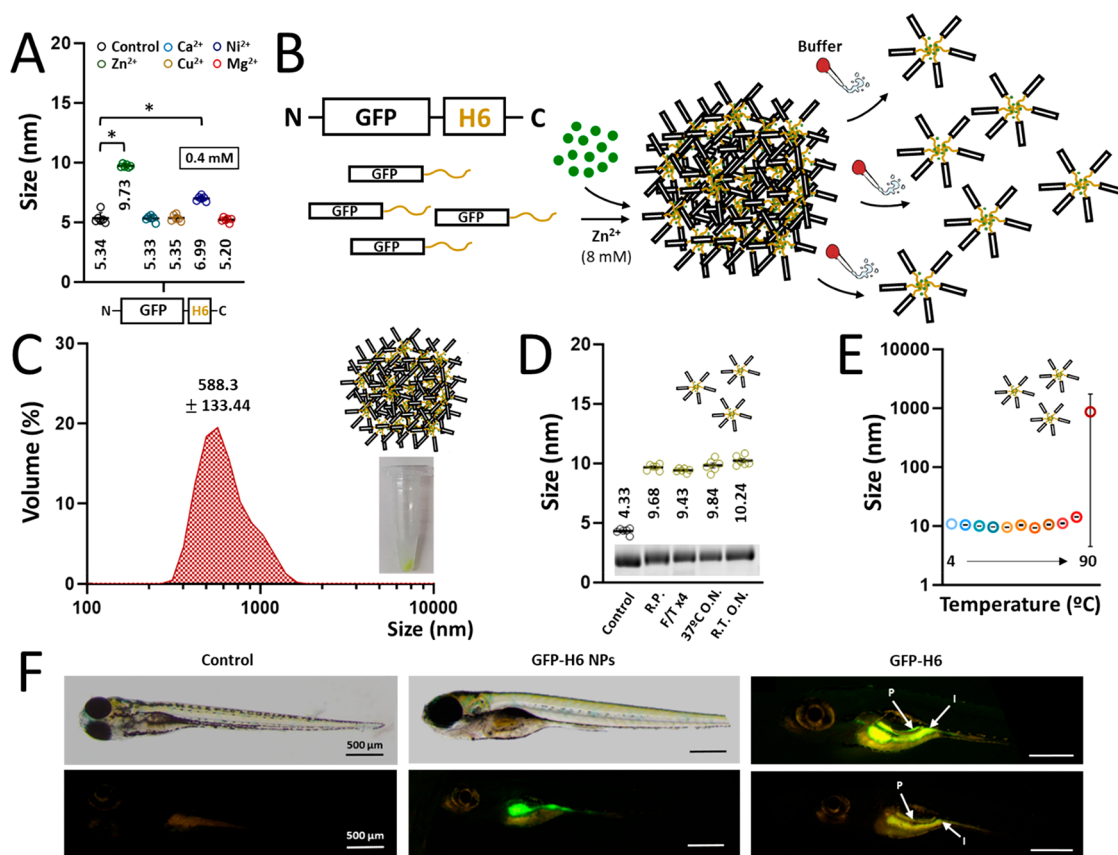 A
Size (nm)
20
15
10
5
0
Control
Ca²⁺
Ni²⁺
Zn²⁺
Cu²⁺
Mg²⁺
*
*
0.4 mM
5.34
9.73
5.33
5.35
6.99
5.20
N
GFP
H6
C
B
N
GFP
H6
C
GFP
GFP
GFP
GFP
Zn²⁺
(8 mM)
Buffer
C
Volume (%)
30
20
10
0
588.3
± 133.44
100
1000
10000
Size (nm)
D
Size (nm)
20
15
10
5
0
4.33
9.68
9.43
9.84
10.24
Control
R.P.
F/T x4
37ºC O.N.
R.T. O.N.
E
Size (nm)
10000
1000
100
10
1
4
90
Temperature (ºC)
F
Control
GFP-H6 NPs
GFP-H6
500 µm
P
I
500 µm
P
I